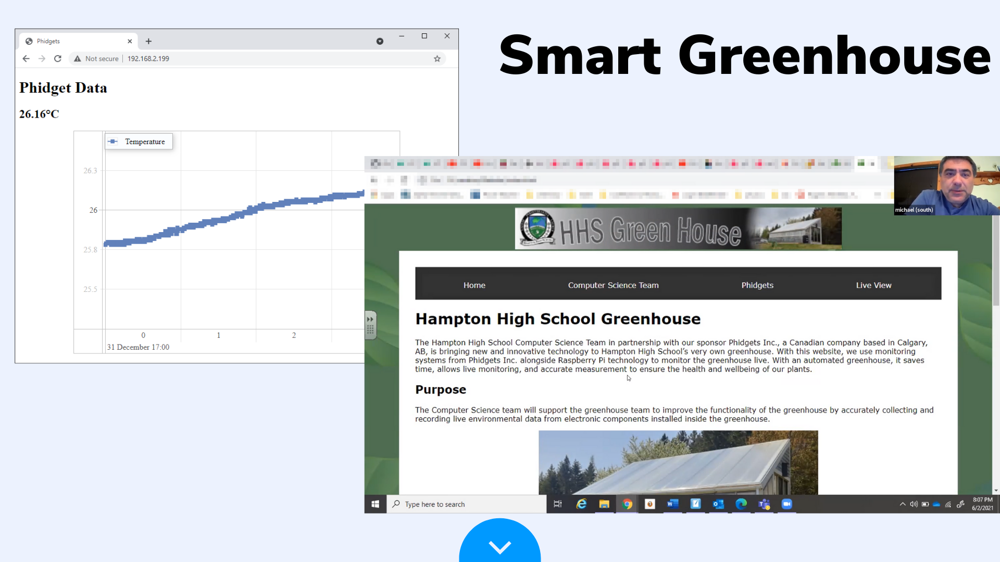 Smart Greenhouse
Phidgets
Not secure
192.168.2.199
Phidget Data
26.16°C
Temperature
26.3
26
25.8
25.5
0
1
2
31 December 17:00
michael (south)
HHS Green House
Home
Computer Science Team
Phidgets
Live View
Hampton High School Greenhouse
The Hampton High School Computer Science Team in partnership with our sponsor Phidgets Inc., a Canadian company based in Calgary,
AB, is bringing new and innovative technology to Hampton High School's very own greenhouse. With this website, we use monitoring
systems from Phidgets Inc. alongside Raspberry Pi technology to monitor the greenhouse live. With an automated greenhouse, it saves
time, allows live monitoring, and accurate measurement to ensure the health and wellbeing of our plants.
Purpose
The Computer Science team will support the greenhouse team to improve the functionality of the greenhouse by accurately collecting and
recording live environmental data from electronic components installed inside the greenhouse.
Type here to search
8:07 PM
6/2/2021